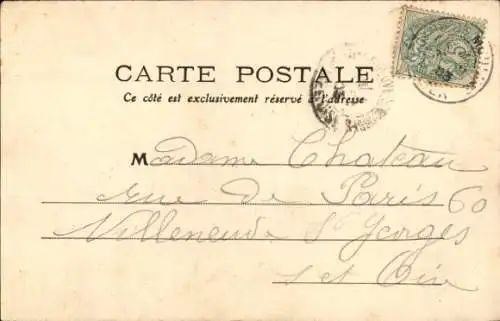 CARTE POSTALE
Ce côté est exclusivement réservé à l'adresse
Madame Chateau
rue de Paris 60
Villeneuve St Georges
S et Oise